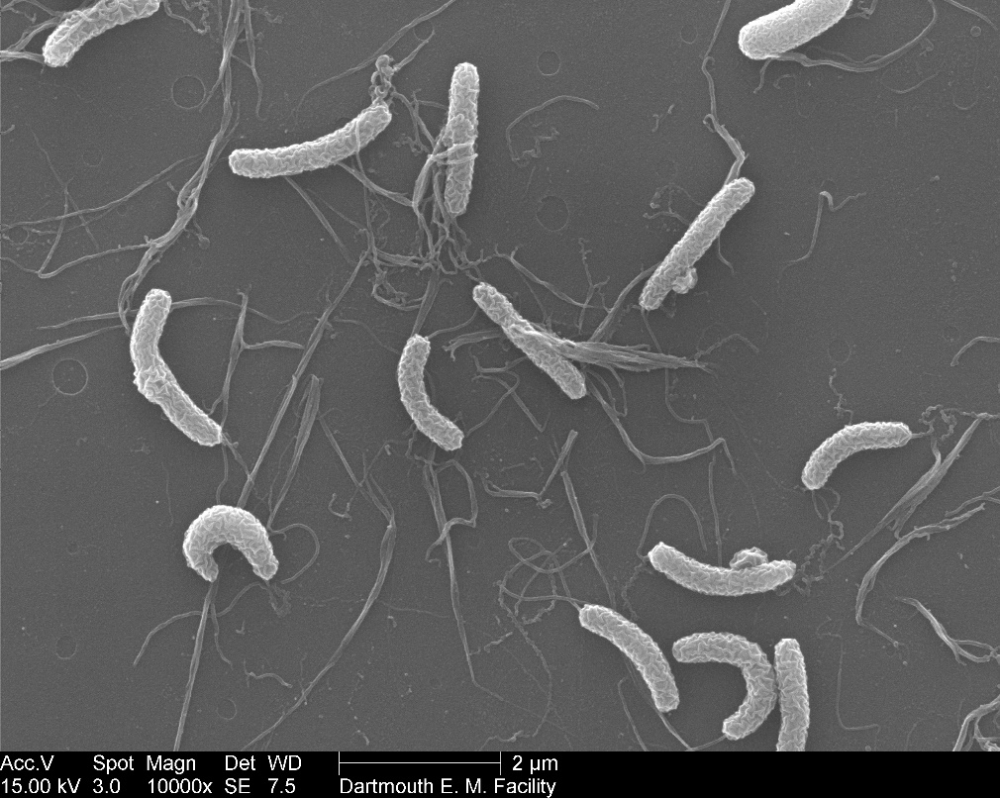 Acc.V Spot Magn Det WD 2 µm
15.00 kV 3.0 10000x SE 7.5 Dartmouth E. M. Facility